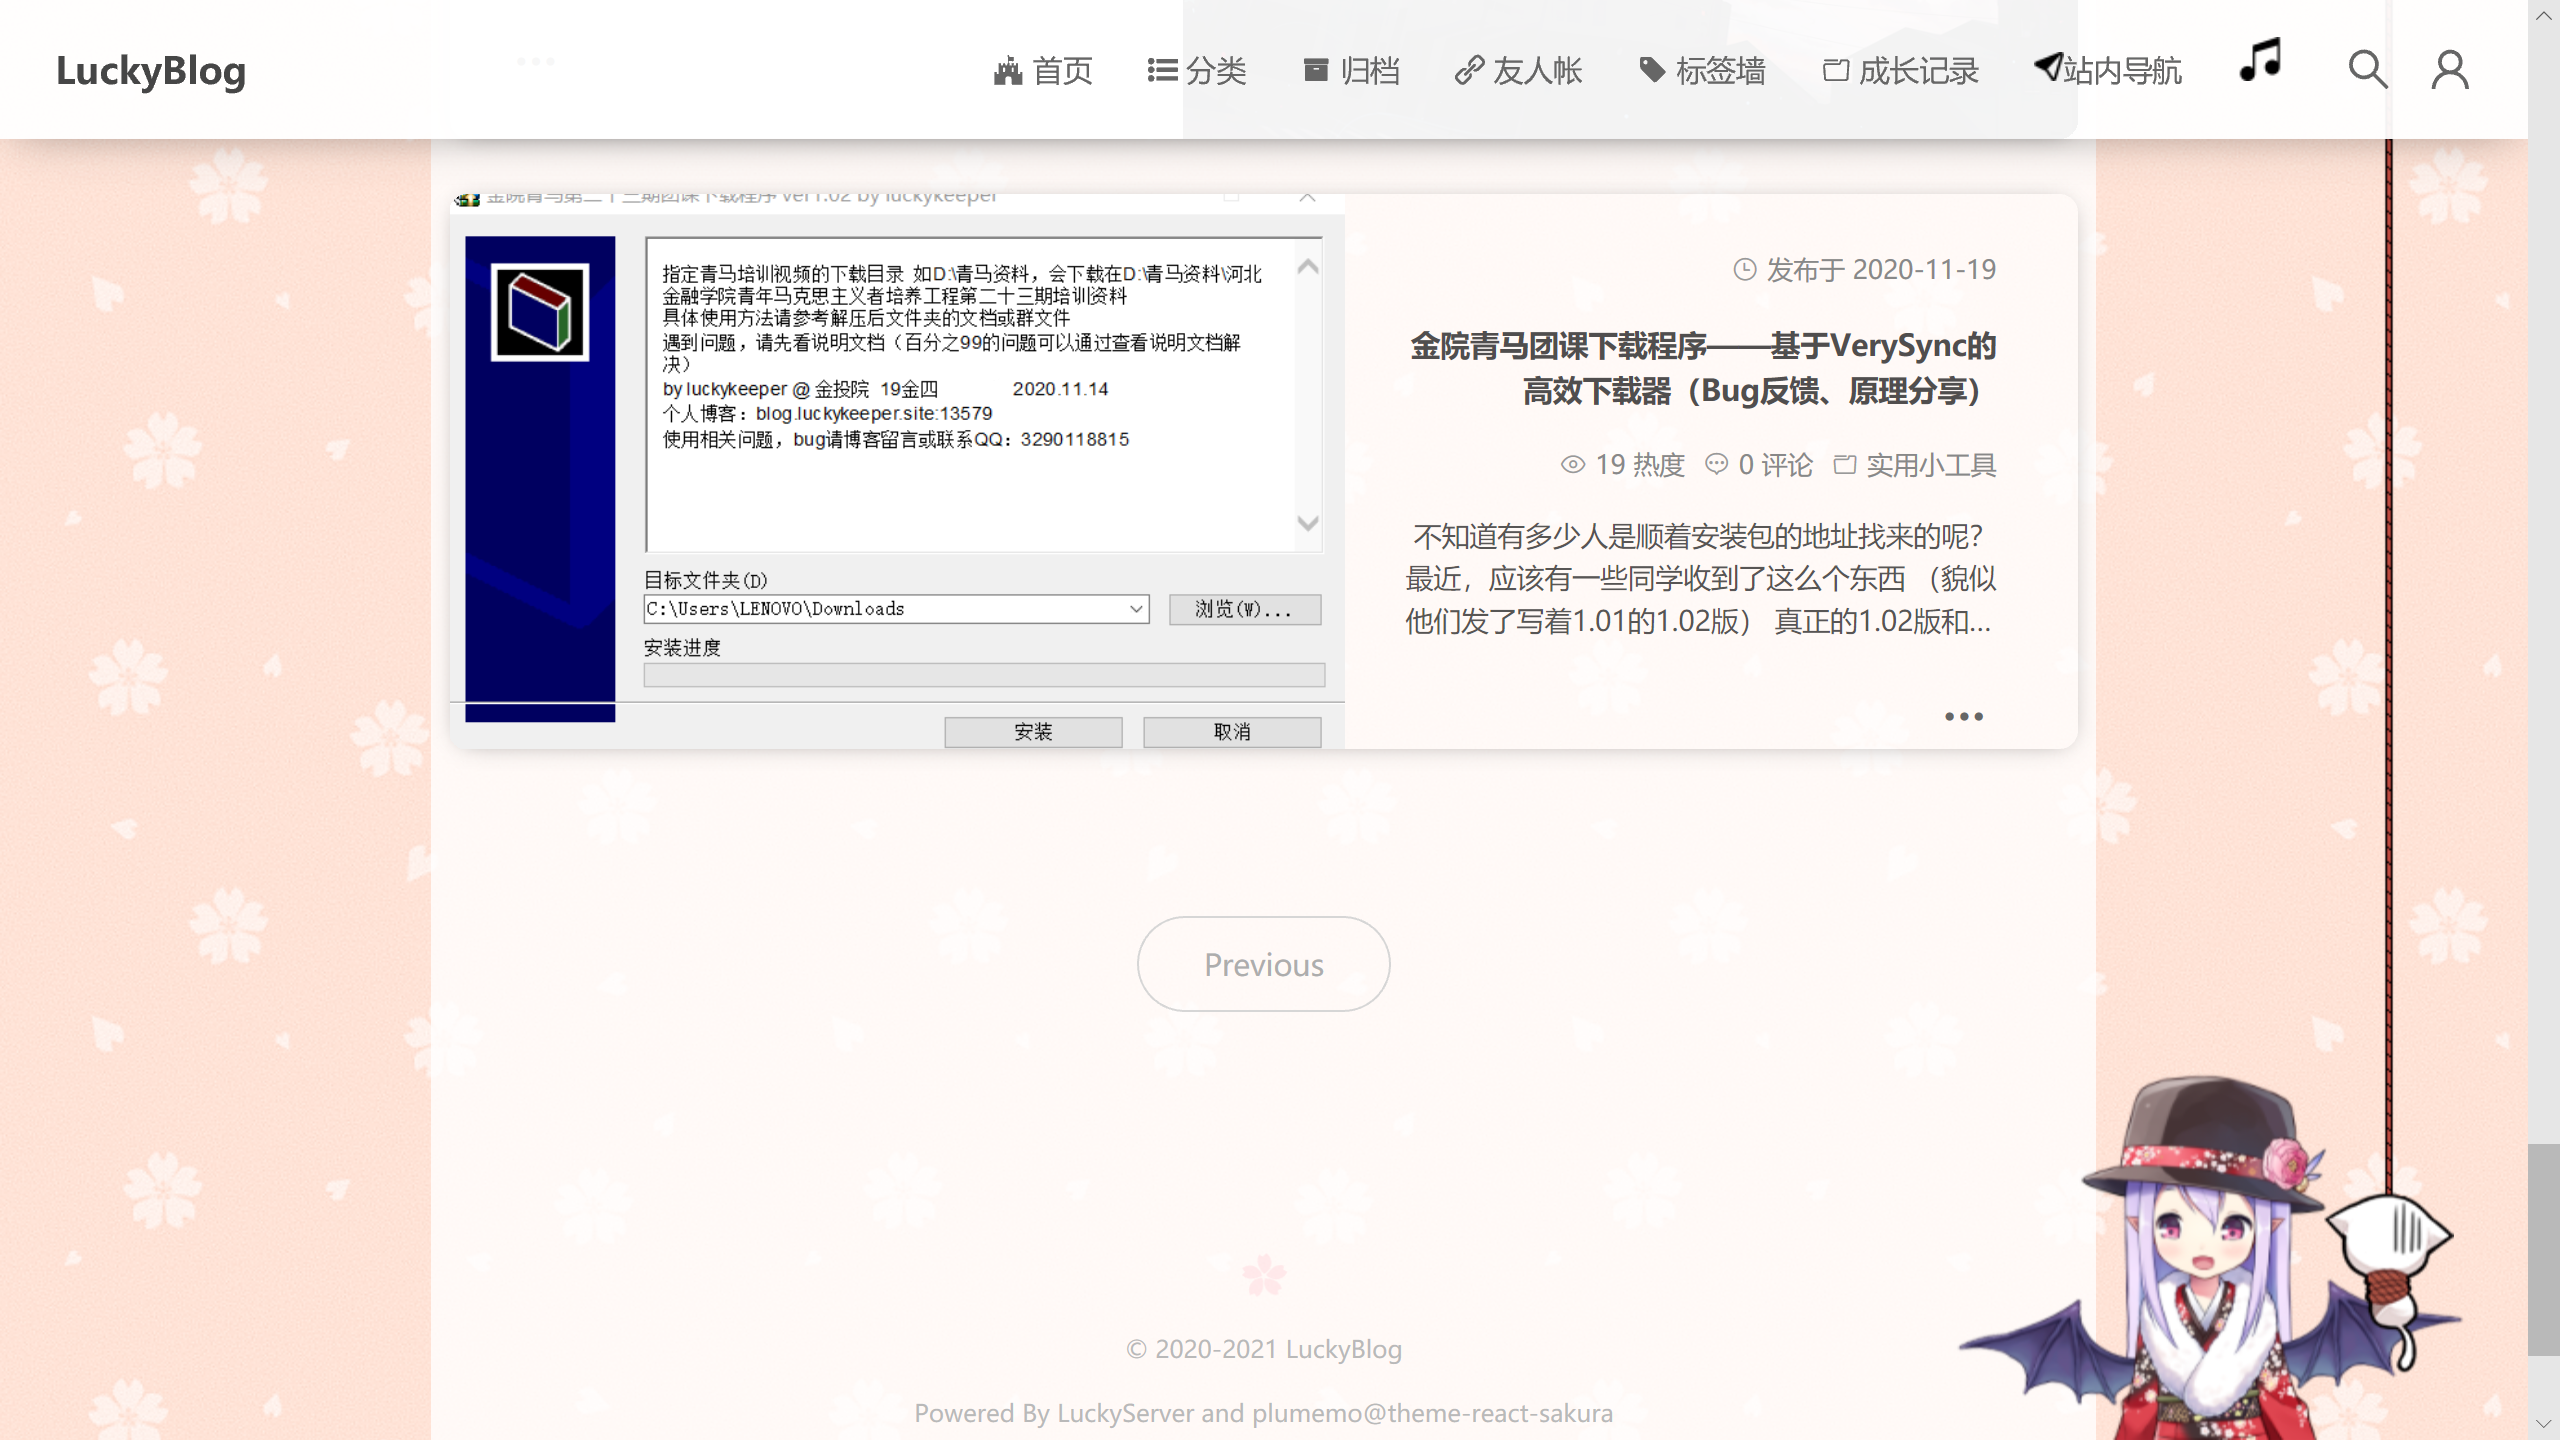 LuckyBlog
首页
分类
归档
友人帐
标签墙
成长记录
站内导航
金院青马第二十三期团课下载程序 ver1.02 by luckykeeper
指定青马培训视频的下载目录 如D:\青马资料，会下载在D:\青马资料\河北
金融学院青年马克思主义者培养工程第二十三期培训资料
具体使用方法请参考解压后文件夹的文档或群文件
遇到问题，请先看说明文档（百分之99的问题可以通过查看说明文档解
决）
by luckykeeper @ 金投院 19金四 2020.11.14
个人博客：blog.luckykeeper.site:13579
使用相关问题，bug请博客留言或联系QQ：3290118815
目标文件夹(D)
C:\Users\LENOVO\Downloads
浏览(W)...
安装进度
安装
取消
发布于 2020-11-19
金院青马团课下载程序——基于VerySync的
高效下载器（Bug反馈、原理分享）
19 热度 0 评论 实用小工具
不知道有多少人是顺着安装包的地址找来的呢？
最近，应该有一些同学收到了这么个东西 （貌似
他们发了写着1.01的1.02版） 真正的1.02版和...
Previous
© 2020-2021 LuckyBlog
Powered By LuckyServer and plumemo@theme-react-sakura